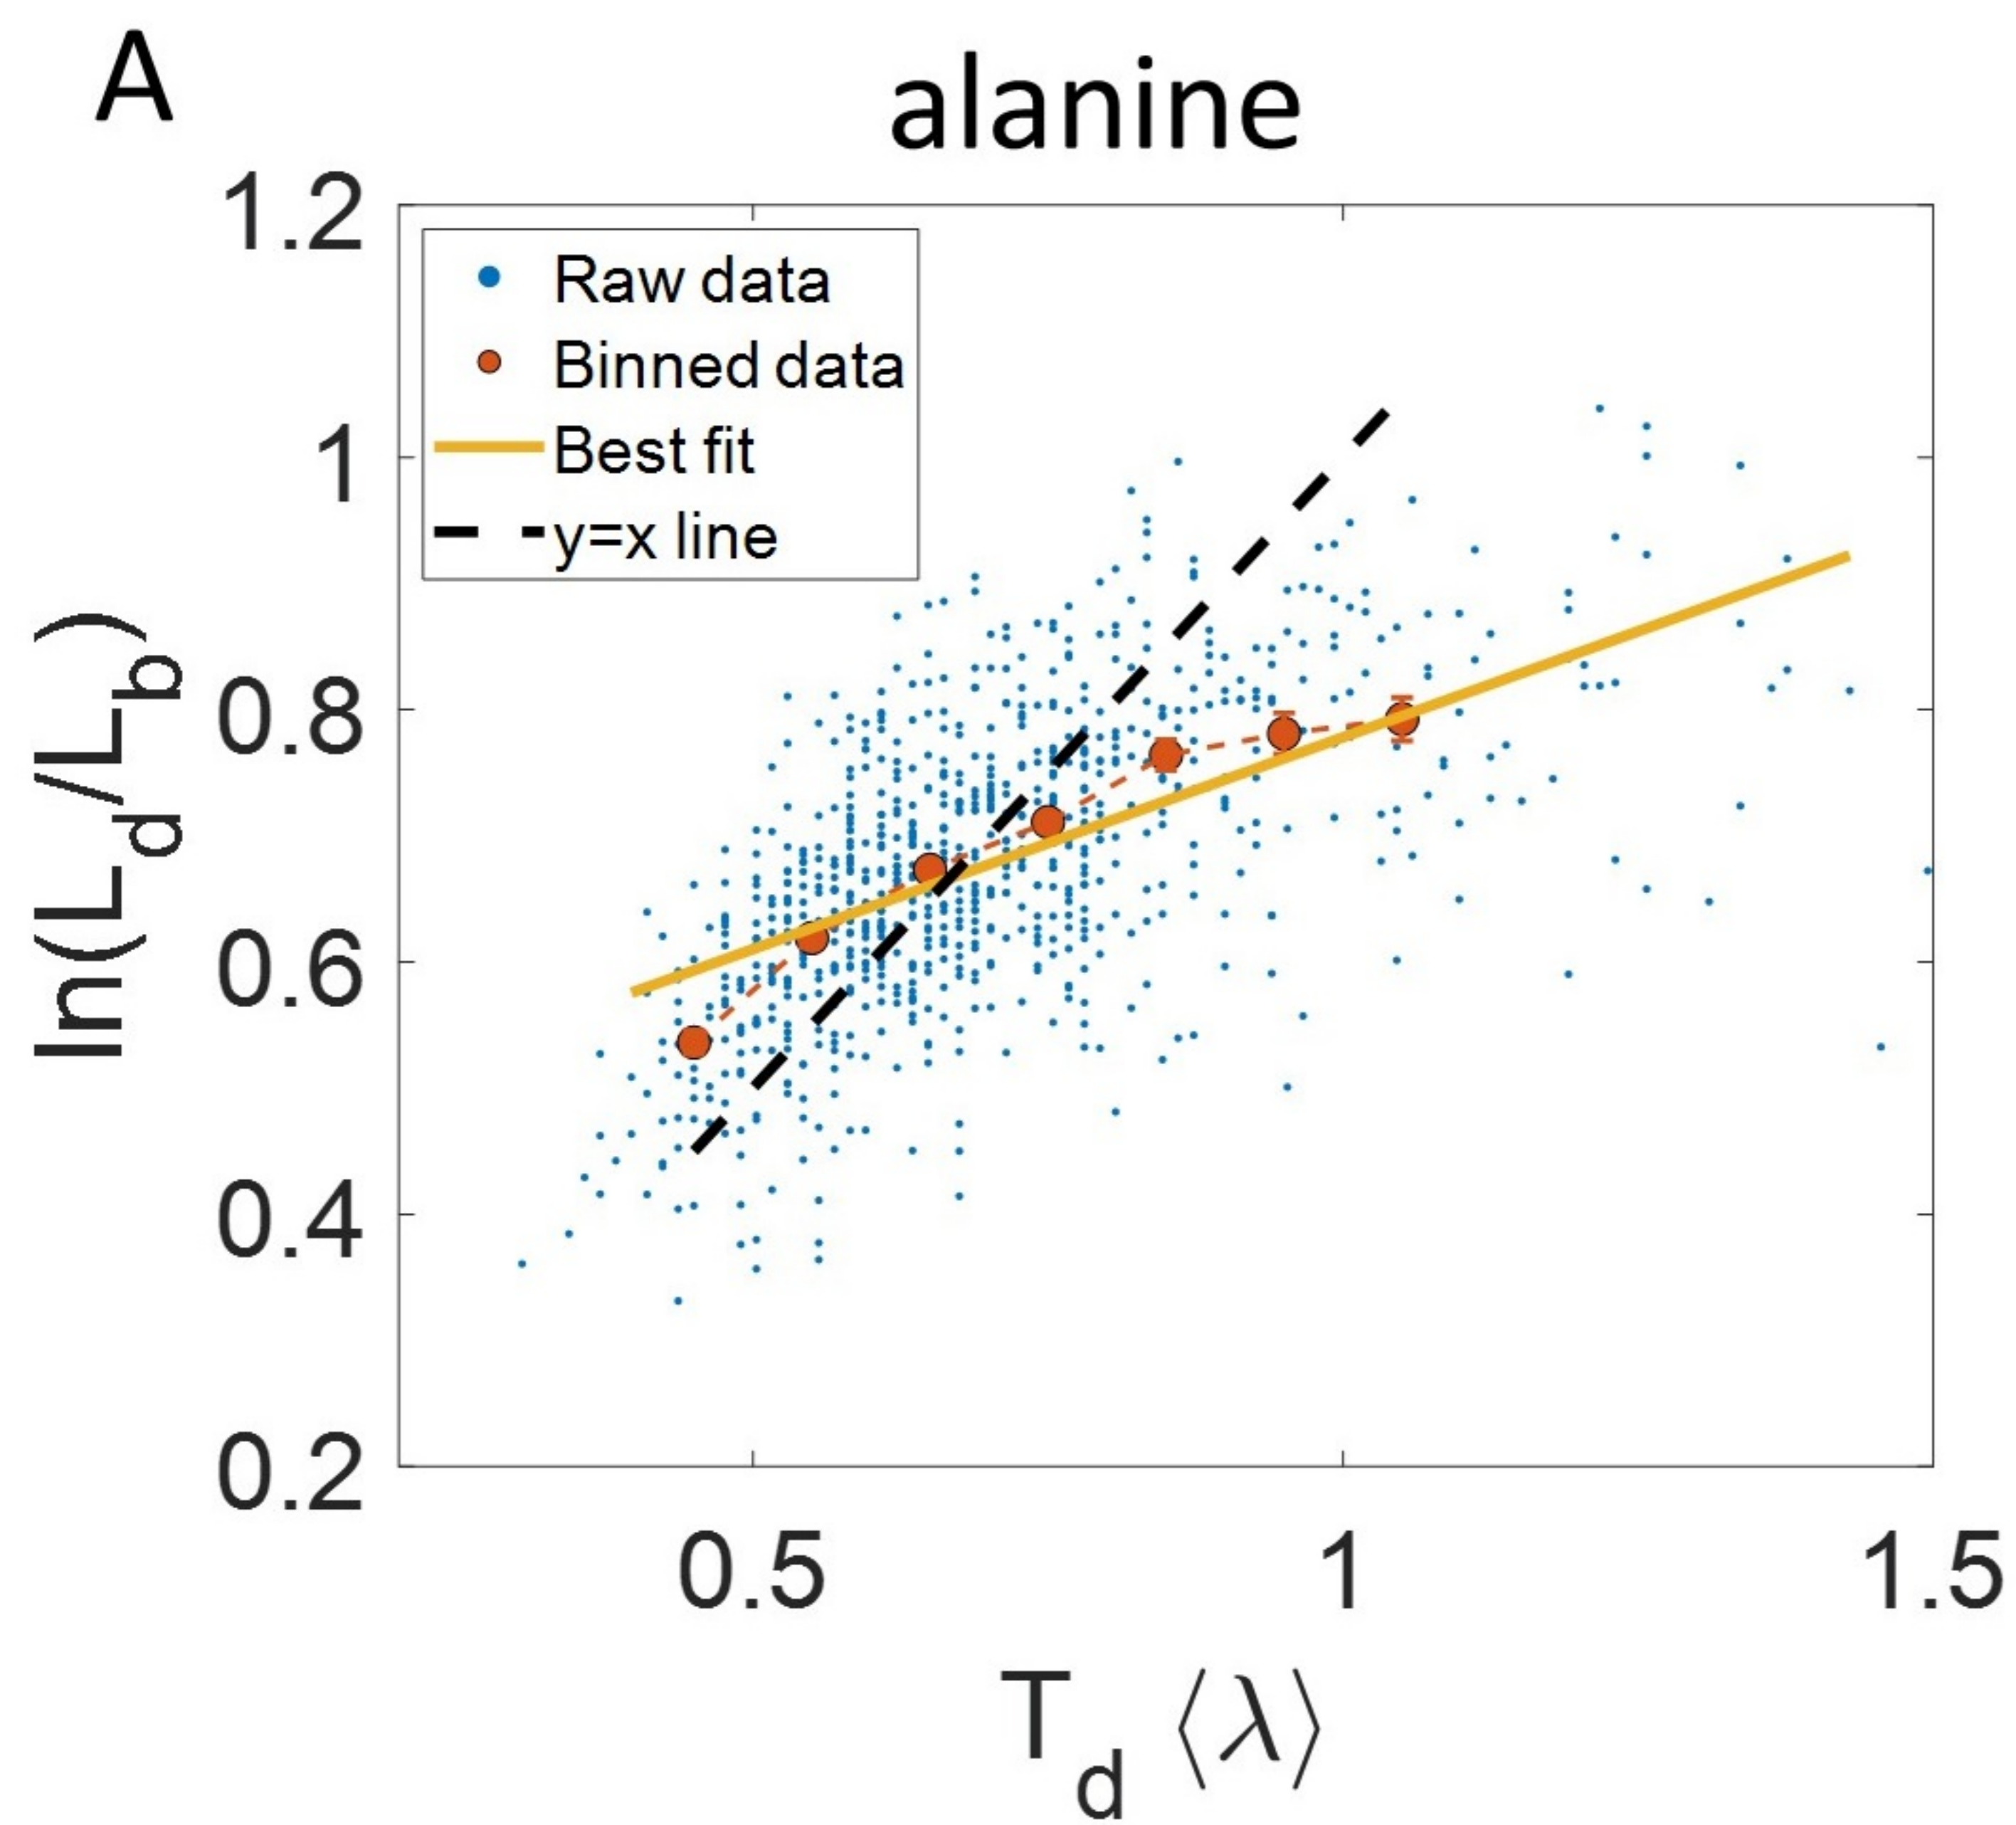 A
alanine
1.2
1
0.8
0.6
0.4
0.2
Raw data
Binned data
Best fit
y=x line
ln(L_d/L_b)
0.5
1
1.5
T_d ⟨λ⟩